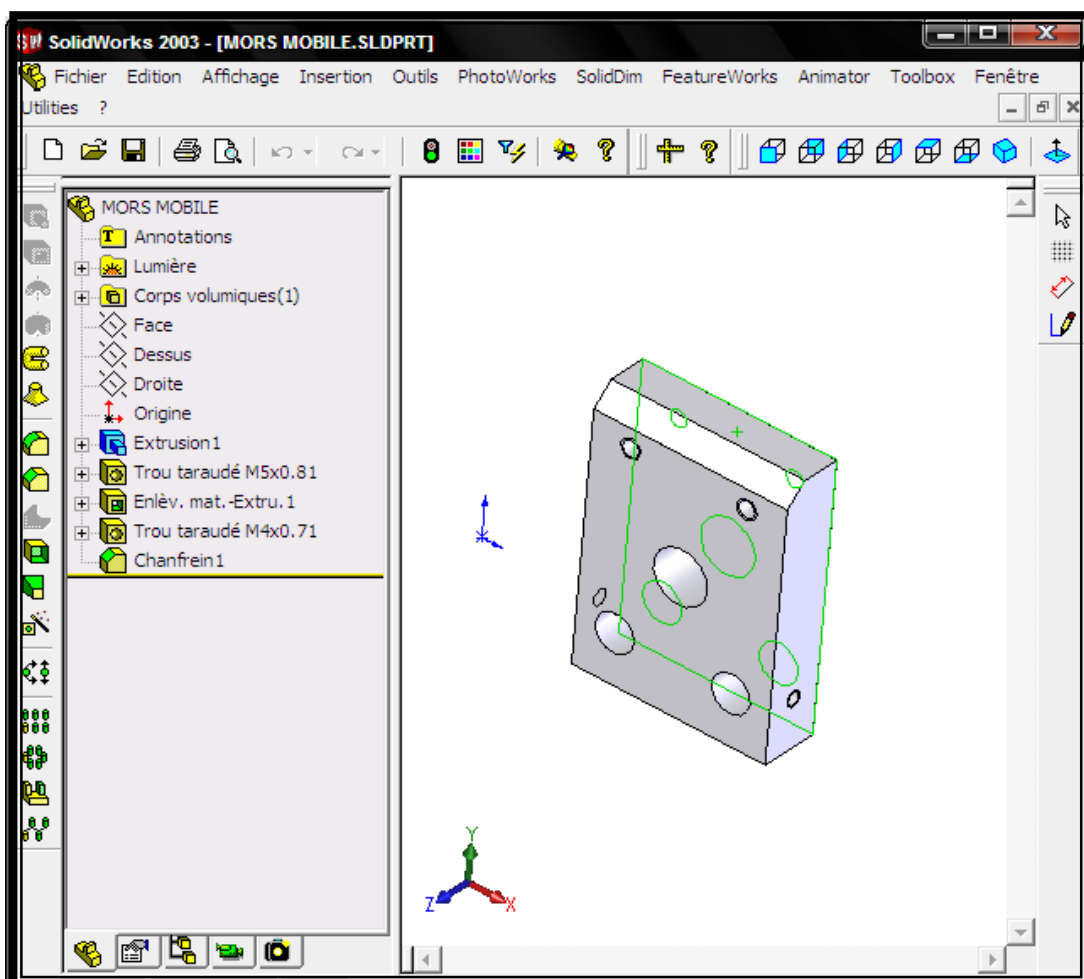 SolidWorks 2003 - [MORS MOBILE.SLDPRT]
Fichier Edition Affichage Insertion Outils PhotoWorks SolidDim FeatureWorks Animator Toolbox Fenêtre
Utilities ?
MORS MOBILE
Annotations
Lumière
Corps volumiques(1)
Face
Dessus
Droite
Origine
Extrusion1
Trou taraudé M5x0.81
Enlèv. mat.-Extru.1
Trou taraudé M4x0.71
Chanfrein1
Y
Z
X